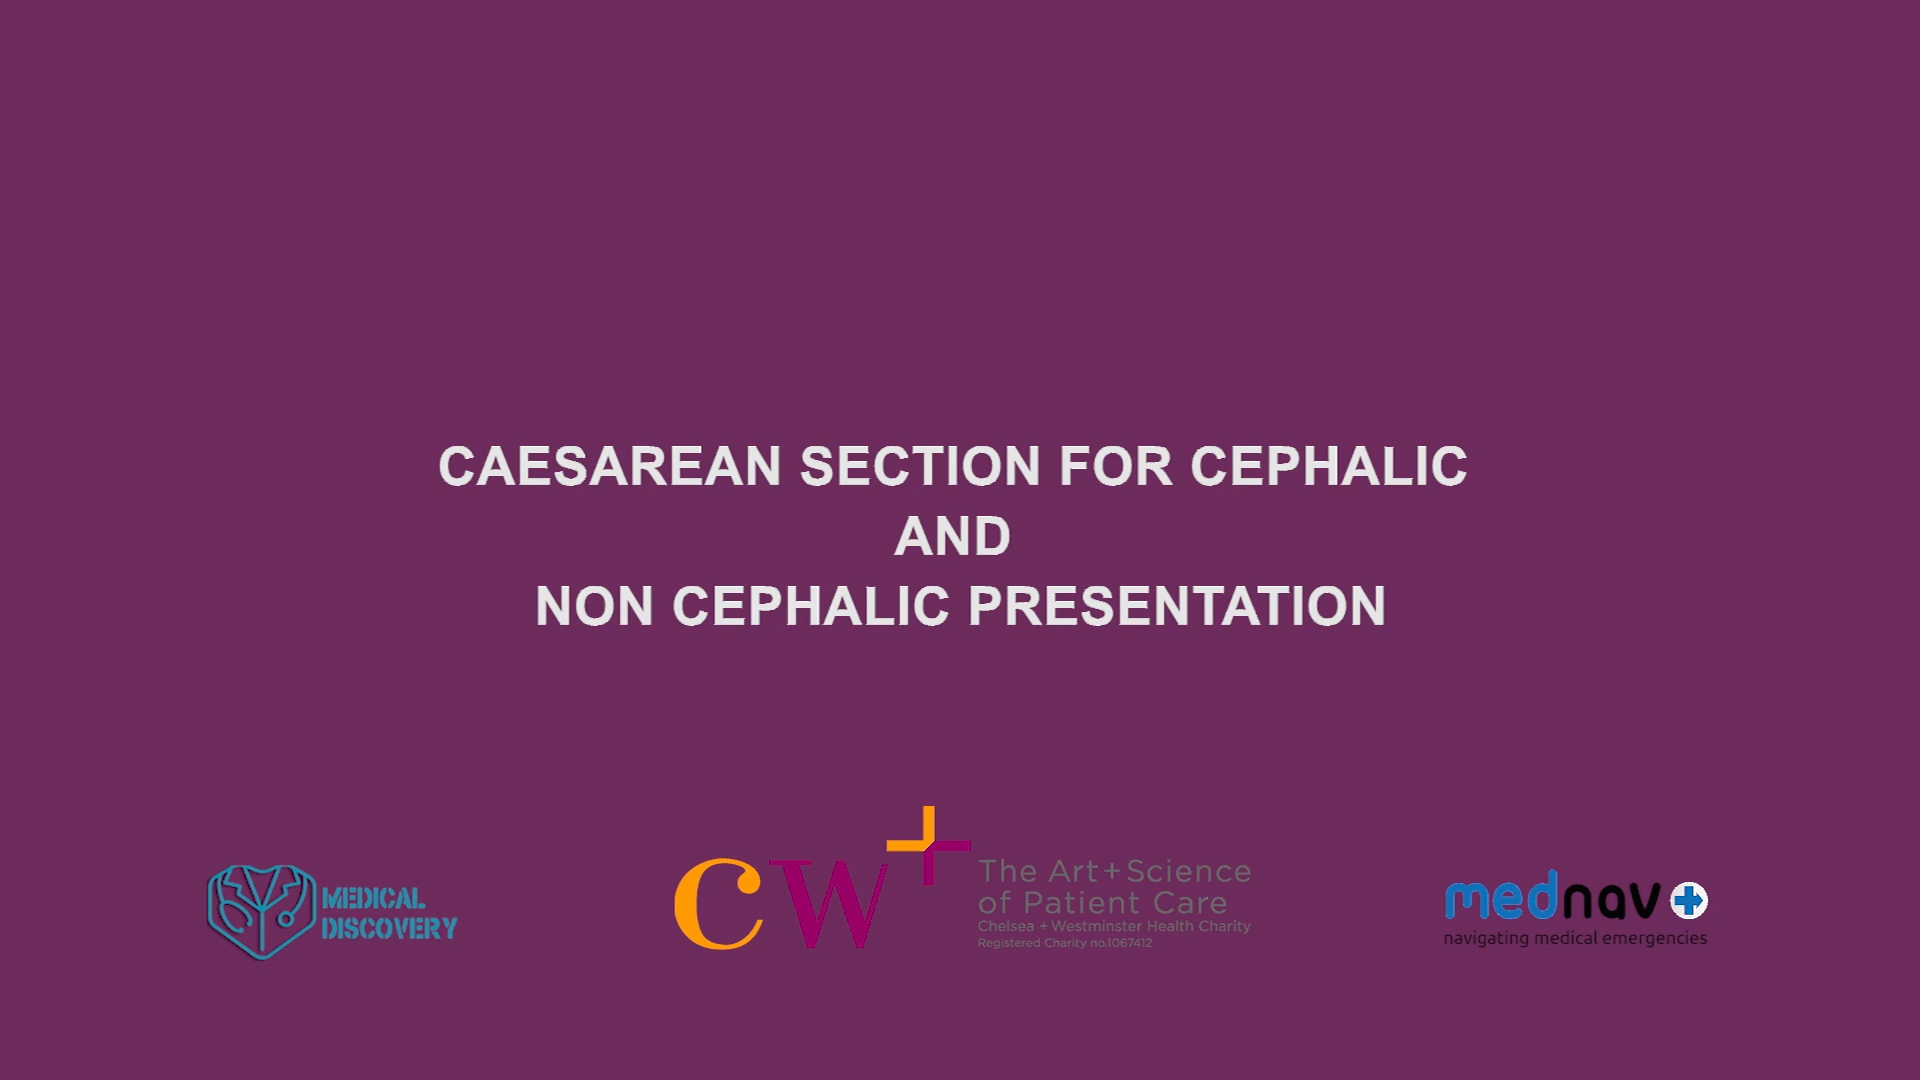 CAESAREAN SECTION FOR CEPHALIC
AND
NON CEPHALIC PRESENTATION
MEDICAL
DISCOVERY
cw+
The Art+Science
of Patient Care
Chelsea + Westminster Health Charity
Registered Charity no.1067412
mednav
navigating medical emergencies